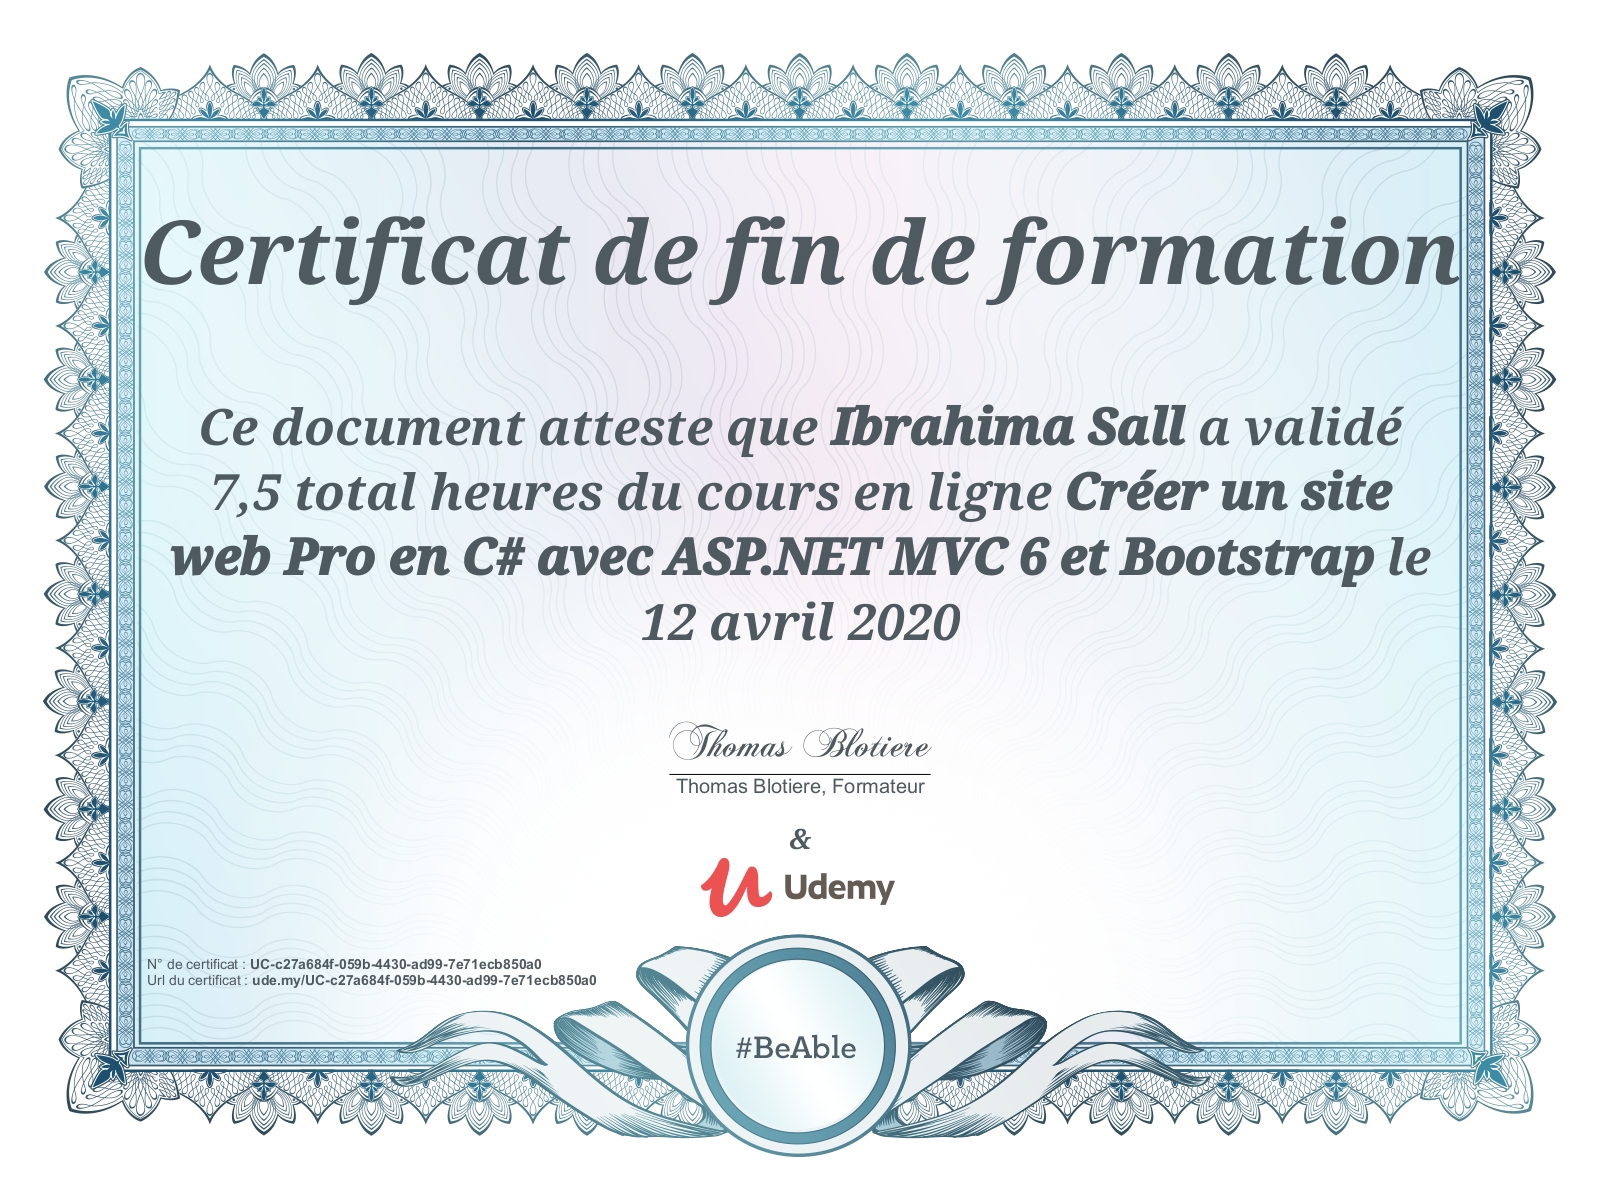 Certificat de fin de formation
Ce document atteste que Ibrahima Sall a validé
7,5 total heures du cours en ligne Créer un site
web Pro en C# avec ASP.NET MVC 6 et Bootstrap le
12 avril 2020
Thomas Blotiere
Thomas Blotiere, Formateur
&
Udemy
N° de certificat : UC-c27a684f-059b-4430-ad99-7e71ecb850a0
Url du certificat : ude.my/UC-c27a684f-059b-4430-ad99-7e71ecb850a0
#BeAble